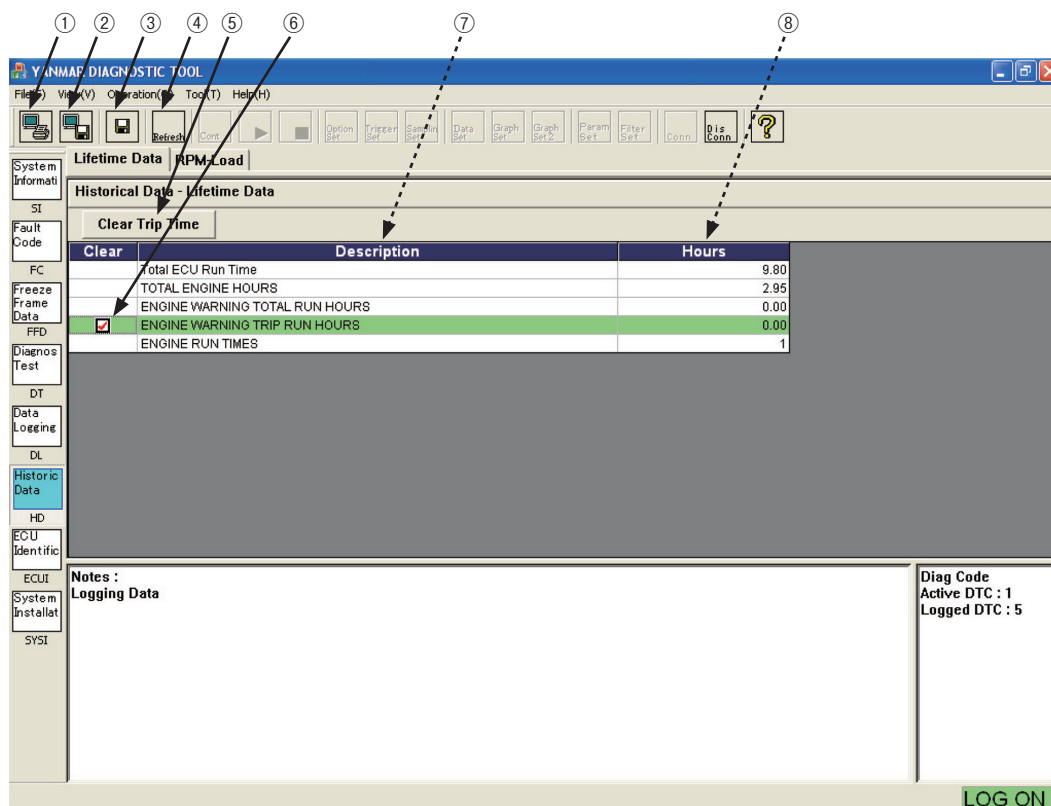 ① ② ③ ④ ⑤ ⑥ ⑦ ⑧
YANMAR DIAGNOSTIC TOOL
File(F) View(V) Operation(O) Tool(T) Help(H)
Refresh Cont. Option Set Trigger Set Samplin Set Data Set Graph Set Graph Set2 Param Set Filter Set Conn Dis Conn ?
Lifetime Data RPM-Load
Historical Data - Lifetime Data
Clear Trip Time
Clear Description Hours
Total ECU Run Time 9.80
TOTAL ENGINE HOURS 2.95
ENGINE WARNING TOTAL RUN HOURS 0.00
ENGINE WARNING TRIP RUN HOURS 0.00
ENGINE RUN TIMES 1
System
Informati
SI
Fault
Code
FC
Freeze
Frame
Data
FFD
Diagnos
Test
DT
Data
Logging
DL
Historic
Data
HD
ECU
Identific
ECUI
System
Installat
SYSI
Notes :
Logging Data
Diag Code
Active DTC : 1
Logged DTC : 5
LOG ON